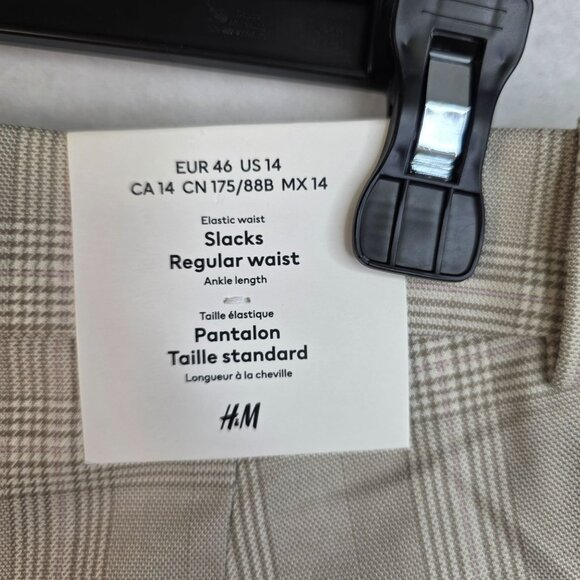 EUR 46 US 14
CA 14 CN 175/88B MX 14
Elastic waist
Slacks
Regular waist
Ankle length
Taille élastique
Pantalon
Taille standard
Longueur à la cheville
H&M